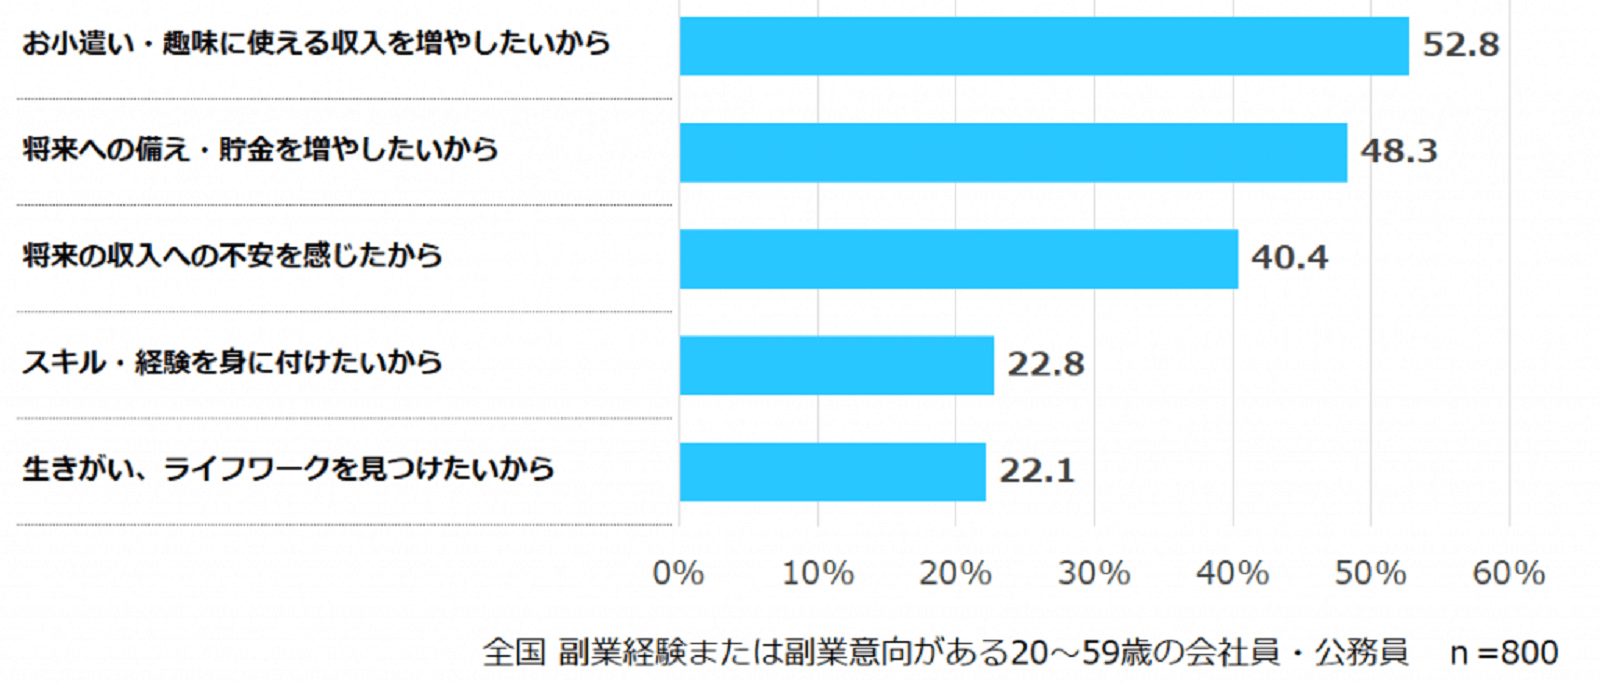 お小遣い・趣味に使える収入を増やしたいから
52.8
将来への備え・貯金を増やしたいから
48.3
将来の収入への不安を感じたから
40.4
スキル・経験を身に付けたいから
22.8
生きがい、ライフワークを見つけたいから
22.1
0% 10% 20% 30% 40% 50% 60%
全国 副業経験または副業意向がある20～59歳の会社員・公務員 n=800